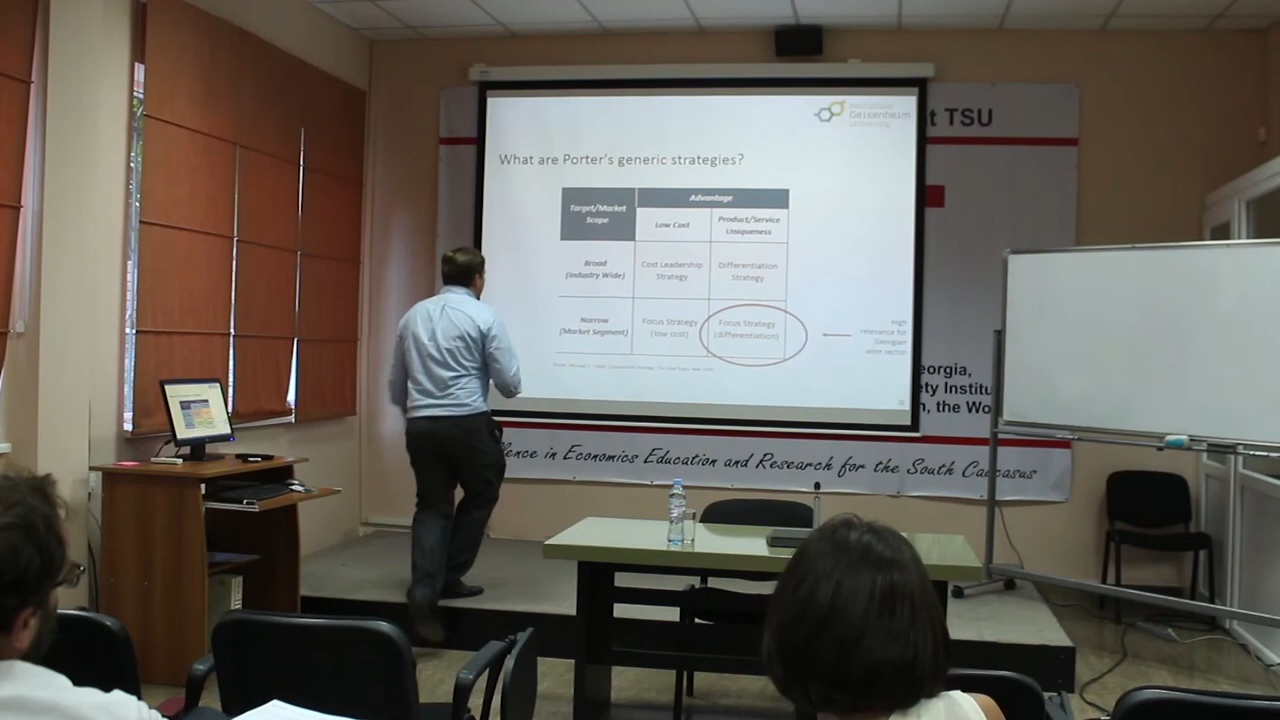 Hochschule
Geisenheim
University
t TSU
What are Porter's generic strategies?
Target/Market
Scope
Advantage
Low Cost
Product/Service
Uniqueness
Broad
(Industry Wide)
Cost Leadership
Strategy
Differentiation
Strategy
Narrow
(Market Segment)
Focus Strategy
(low cost)
Focus Strategy
(differentiation)
High
relevance for
Georgian
wine sector
eorgia,
ety Institu
n, the Wo
llence in Economics Education and Research for the South Caucasus